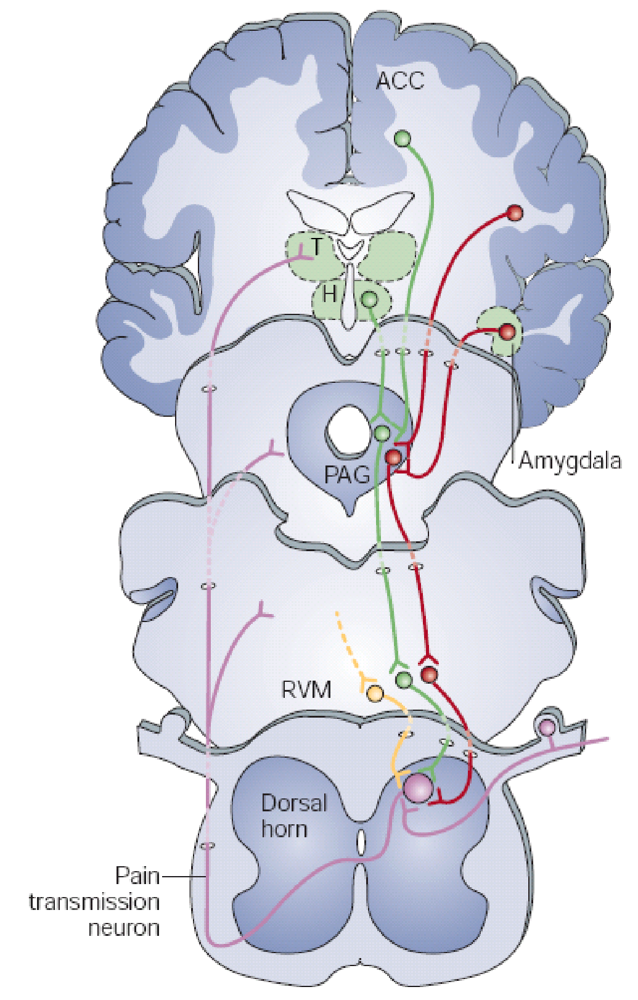 ACC
T
H
Amygdala
PAG
RVM
Dorsal
horn
Pain
transmission
neuron